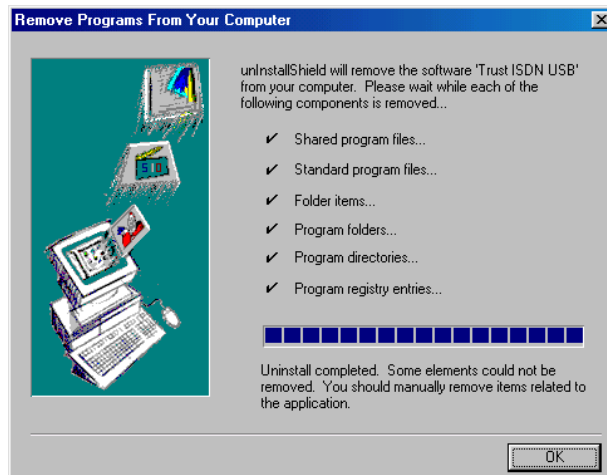 Remove Programs From Your Computer
unInstallShield will remove the software 'Trust ISDN USB'
from your computer. Please wait while each of the
following components is removed...
✔ Shared program files...
✔ Standard program files...
✔ Folder items...
✔ Program folders...
✔ Program directories...
✔ Program registry entries...
Uninstall completed. Some elements could not be
removed. You should manually remove items related to
the application.
OK